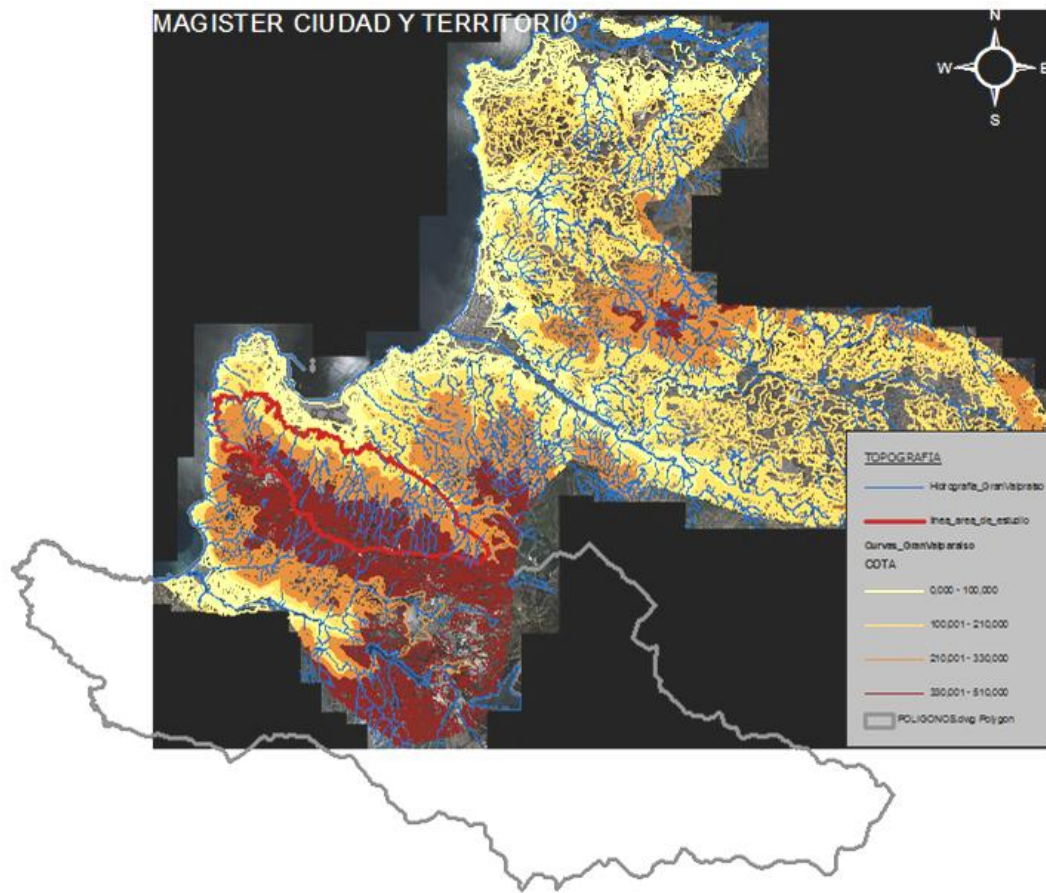 MAGISTER CIUDAD Y TERRITORIO
N
W
E
S
TOPOGRAFIA
Hidrografia_GranValpraiso
linea_area_de_estudio
Curvas_GranValparaiso
COTA
0,000 - 100,000
100,001 - 210,000
210,001 - 330,000
330,001 - 510,000
POLIGONOS.dwg Polygon